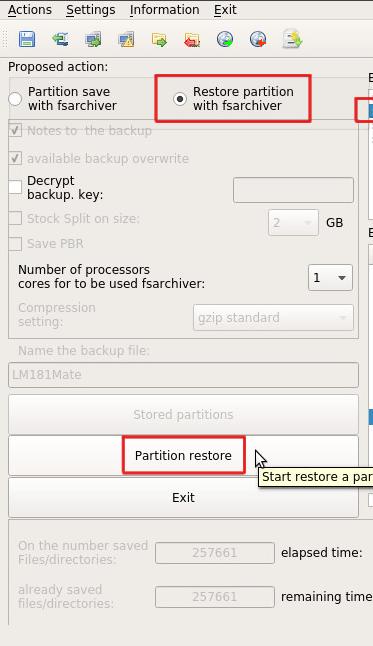 Actions Settings Information Exit
Proposed action:
Partition save
with fsarchiver
Restore partition
with fsarchiver
Notes to the backup
available backup overwrite
Decrypt
backup. key:
Stock Split on size:
2
GB
Save PBR
Number of processors
cores for to be used fsarchiver:
1
Compression
setting:
gzip standard
Name the backup file:
LM181Mate
Stored partitions
Partition restore
Start restore a par
Exit
On the number saved
Files/directories:
257661
elapsed time:
already saved
files/directories:
257661
remaining time